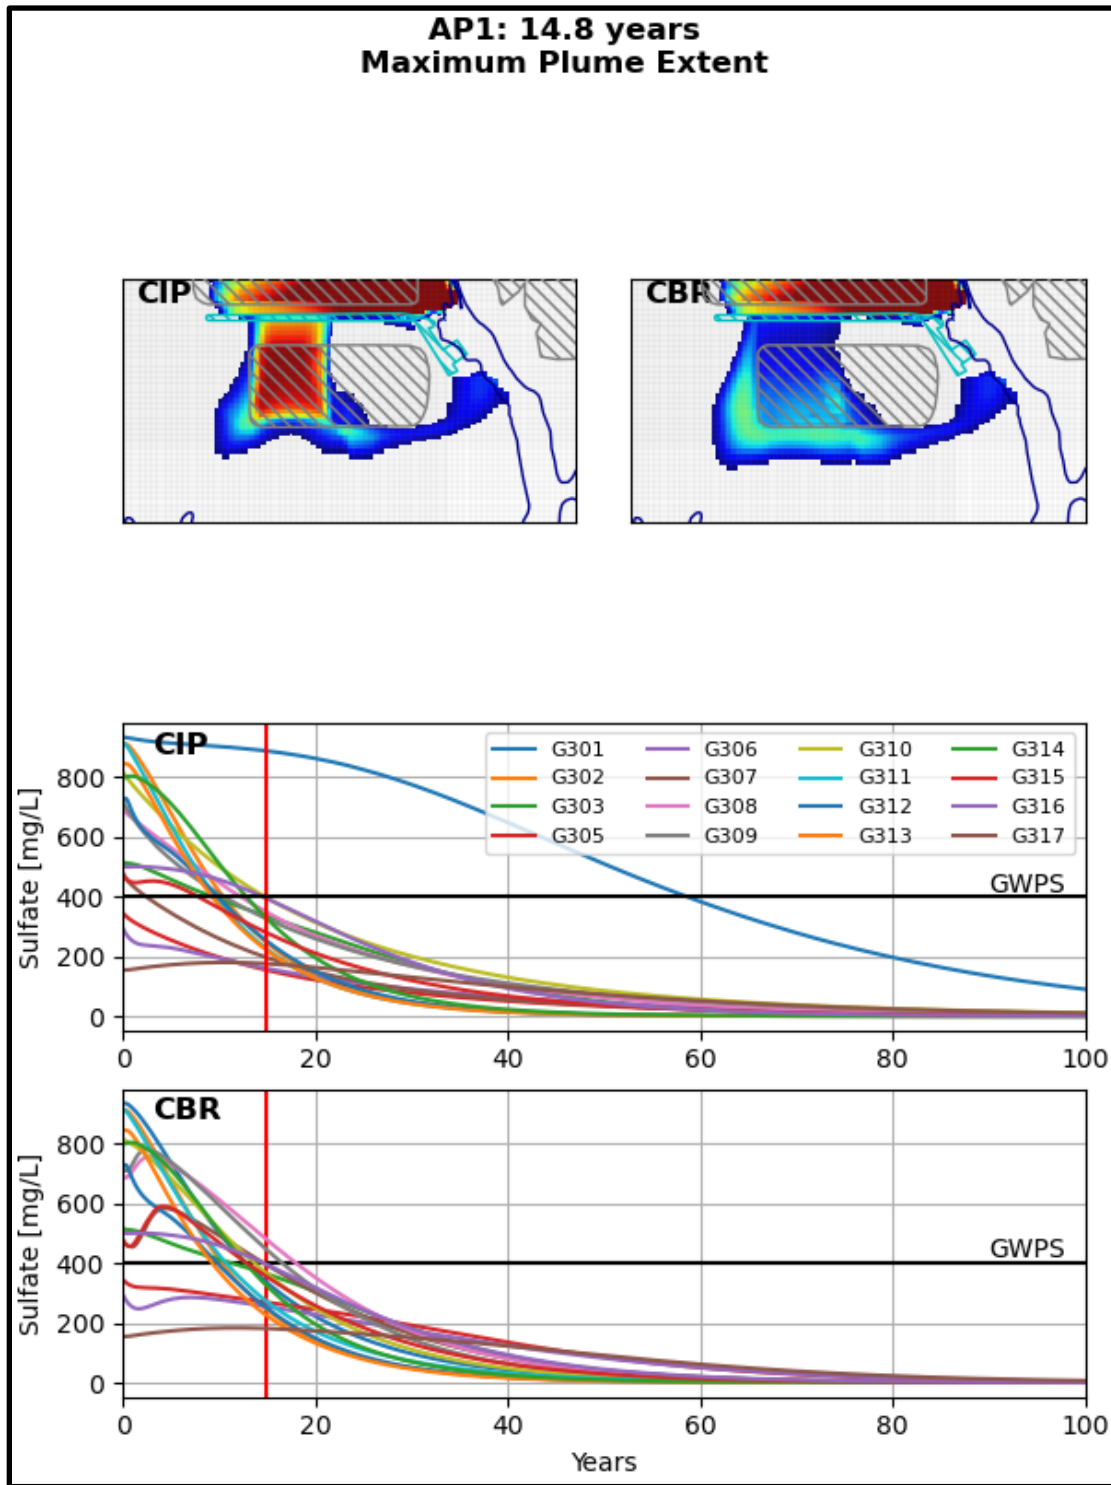 AP1: 14.8 years
Maximum Plume Extent
CIP
CBR
CIP
G301 G306 G310 G314
G302 G307 G311 G315
G303 G308 G312 G316
G305 G309 G313 G317
GWPS
Sulfate [mg/L]
800
600
400
200
0
0 20 40 60 80 100
CBR
GWPS
Sulfate [mg/L]
800
600
400
200
0
0 20 40 60 80 100
Years